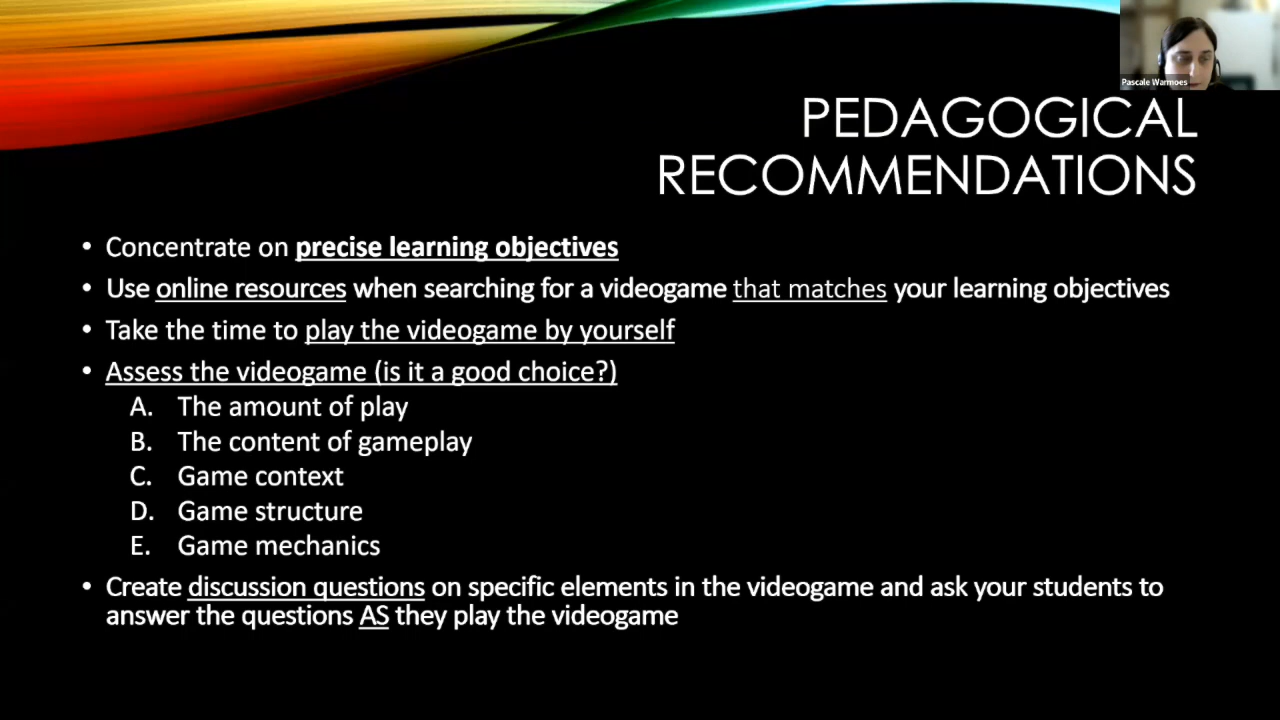 Pascale Warmoes
PEDAGOGICAL
RECOMMENDATIONS
• Concentrate on precise learning objectives
• Use online resources when searching for a videogame that matches your learning objectives
• Take the time to play the videogame by yourself
• Assess the videogame (is it a good choice?)
A. The amount of play
B. The content of gameplay
C. Game context
D. Game structure
E. Game mechanics
• Create discussion questions on specific elements in the videogame and ask your students to
answer the questions AS they play the videogame